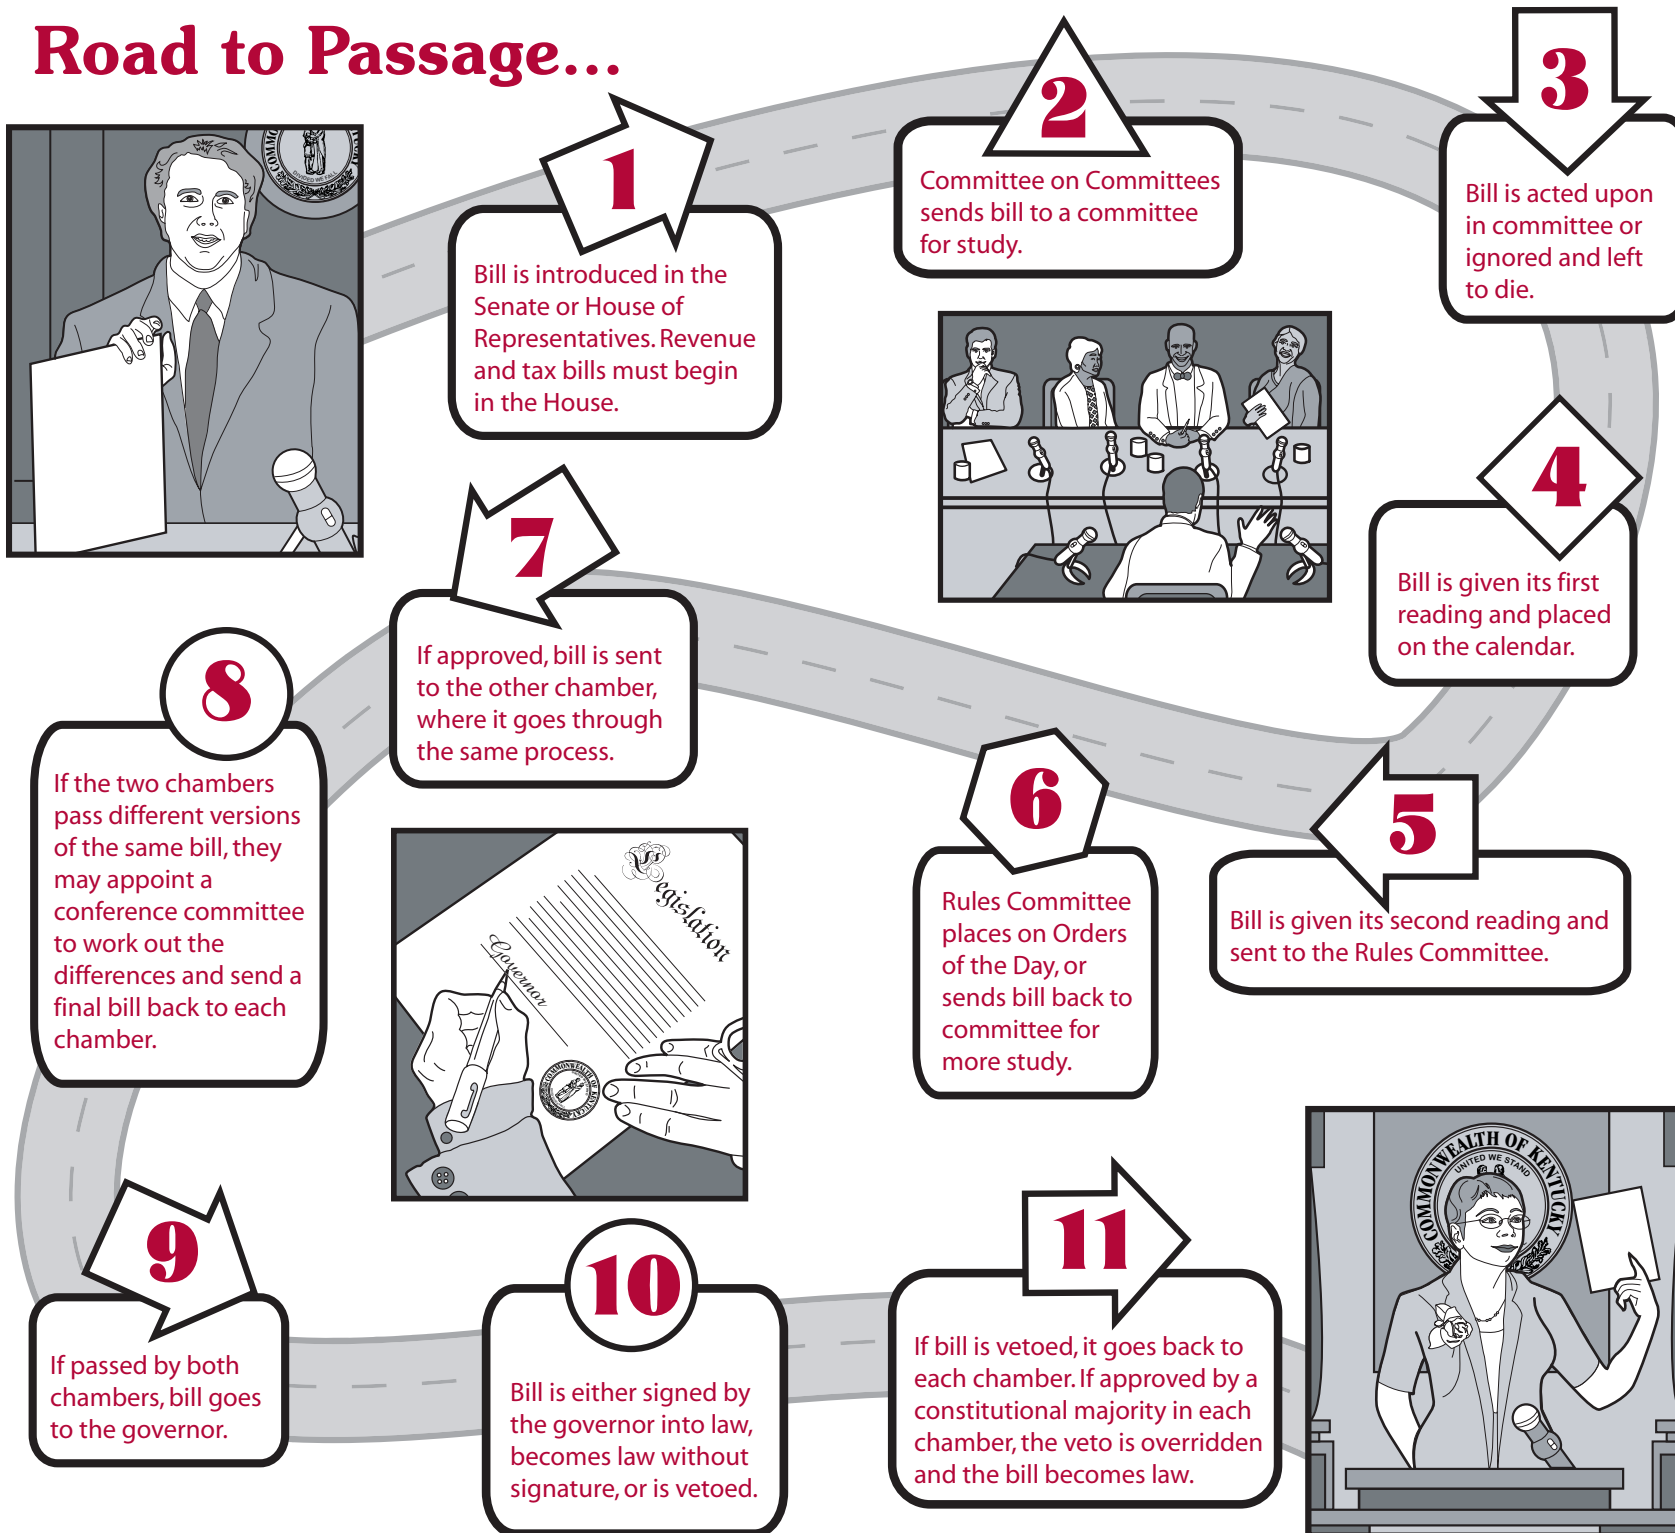 Road to Passage...
1
Bill is introduced in the
Senate or House of
Representatives. Revenue
and tax bills must begin
in the House.
2
Committee on Committees
sends bill to a committee
for study.
3
Bill is acted upon
in committee or
ignored and left
to die.
4
Bill is given its first
reading and placed
on the calendar.
5
Bill is given its second reading and
sent to the Rules Committee.
6
Rules Committee
places on Orders
of the Day, or
sends bill back to
committee for
more study.
7
If approved, bill is sent
to the other chamber,
where it goes through
the same process.
8
If the two chambers
pass different versions
of the same bill, they
may appoint a
conference committee
to work out the
differences and send a
final bill back to each
chamber.
9
If passed by both
chambers, bill goes
to the governor.
10
Bill is either signed by
the governor into law,
becomes law without
signature, or is vetoed.
11
If bill is vetoed, it goes back to
each chamber. If approved by a
constitutional majority in each
chamber, the veto is overridden
and the bill becomes law.
DIVIDED WE FALL
Legislation
Governor
COMMONWEALTH OF KENTUCKY
COMMONWEALTH OF KENTUCKY
UNITED WE STAND